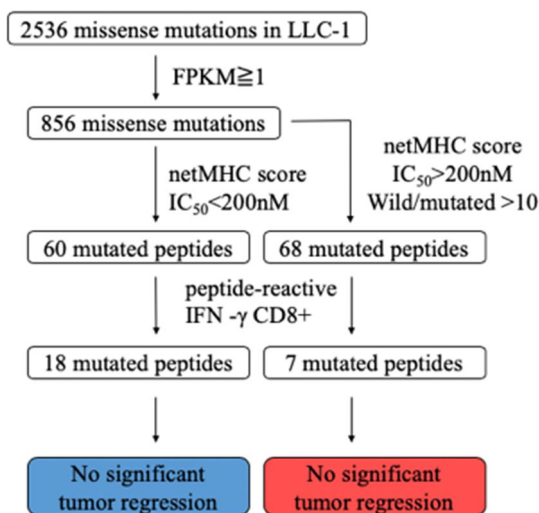 2536 missense mutations in LLC-1
FPKM≧1
856 missense mutations
netMHC score
IC50<200nM
netMHC score
IC50>200nM
Wild/mutated >10
60 mutated peptides
68 mutated peptides
peptide-reactive
IFN -γ CD8+
18 mutated peptides
7 mutated peptides
No significant
tumor regression
No significant
tumor regression